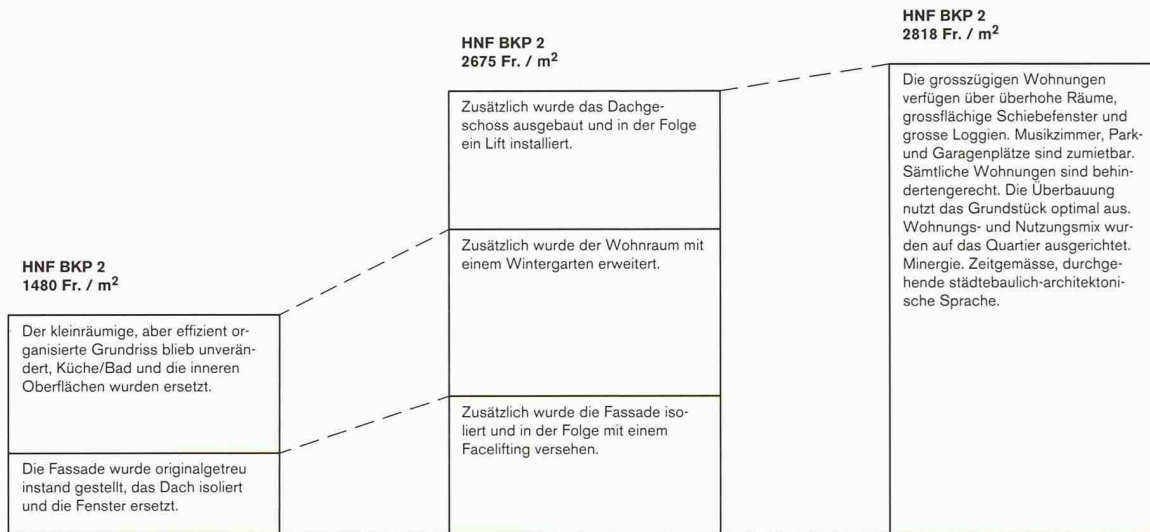 HNF BKP 2
1480 Fr. / m²
Der kleinräumige, aber effizient or-
ganisierte Grundriss blieb unverän-
dert, Küche/Bad und die inneren
Oberflächen wurden ersetzt.
Die Fassade wurde originalgetreu
instand gestellt, das Dach isoliert
und die Fenster ersetzt.
HNF BKP 2
2675 Fr. / m²
Zusätzlich wurde das Dachge-
schoss ausgebaut und in der Folge
ein Lift installiert.
Zusätzlich wurde der Wohnraum mit
einem Wintergarten erweitert.
Zusätzlich wurde die Fassade iso-
liert und in der Folge mit einem
Facelifting versehen.
HNF BKP 2
2818 Fr. / m²
Die grosszügigen Wohnungen
verfügen über überhohe Räume,
grossflächige Schiebefenster und
grosse Loggien. Musikzimmer, Park-
und Garagenplätze sind zumietbar.
Sämtliche Wohnungen sind behin-
dertengerecht. Die Überbauung
nutzt das Grundstück optimal aus.
Wohnungs- und Nutzungsmix wur-
den auf das Quartier ausgerichtet.
Minergie. Zeitgemässe, durchge-
hende städtebaulich-architektoni-
sche Sprache.